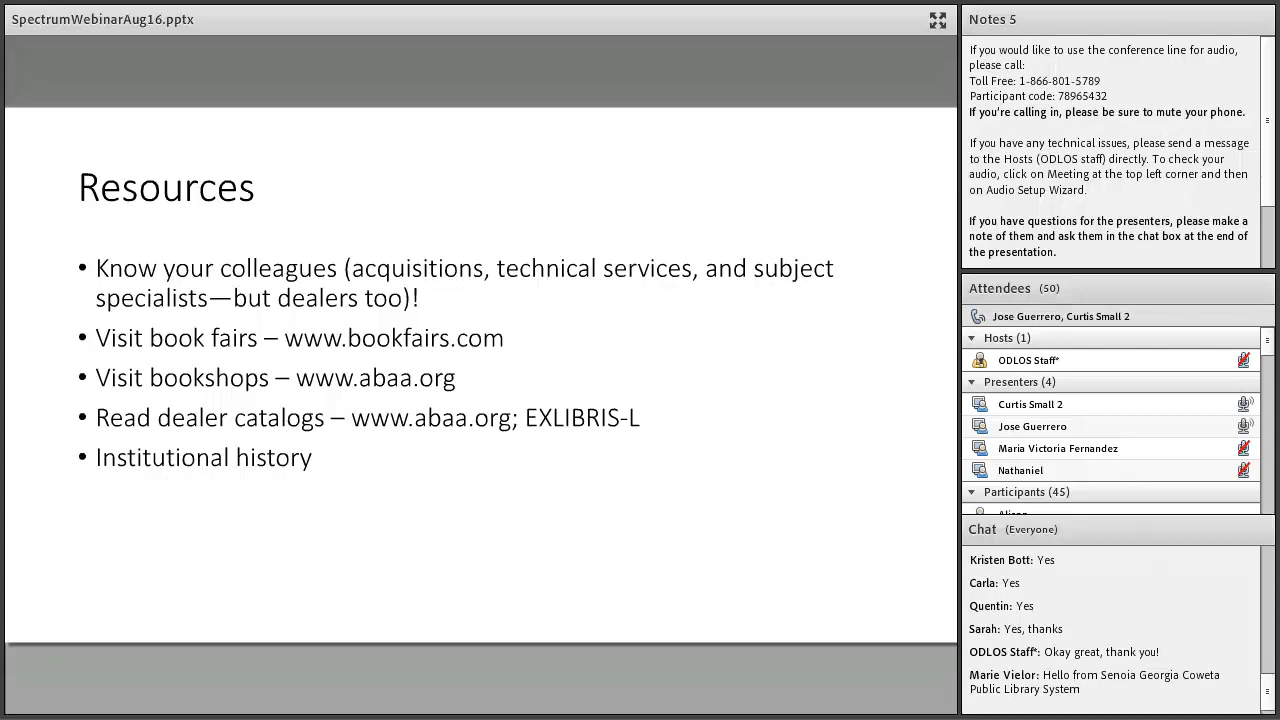 SpectrumWebinarAug16.pptx
Resources
• Know your colleagues (acquisitions, technical services, and subject
specialists—but dealers too)!
• Visit book fairs – www.bookfairs.com
• Visit bookshops – www.abaa.org
• Read dealer catalogs – www.abaa.org; EXLIBRIS-L
• Institutional history
Notes 5
If you would like to use the conference line for audio,
please call:
Toll Free: 1-866-801-5789
Participant code: 78965432
If you're calling in, please be sure to mute your phone.
If you have any technical issues, please send a message
to the Hosts (ODLOS staff) directly. To check your
audio, click on Meeting at the top left corner and then
on Audio Setup Wizard.
If you have questions for the presenters, please make a
note of them and ask them in the chat box at the end of
the presentation.
Attendees (50)
Jose Guerrero, Curtis Small 2
Hosts (1)
ODLOS Staff*
Presenters (4)
Curtis Small 2
Jose Guerrero
Maria Victoria Fernandez
Nathaniel
Participants (45)
Chat (Everyone)
Kristen Bott: Yes
Carla: Yes
Quentin: Yes
Sarah: Yes, thanks
ODLOS Staff*: Okay great, thank you!
Marie Vielor: Hello from Senoia Georgia Coweta
Public Library System